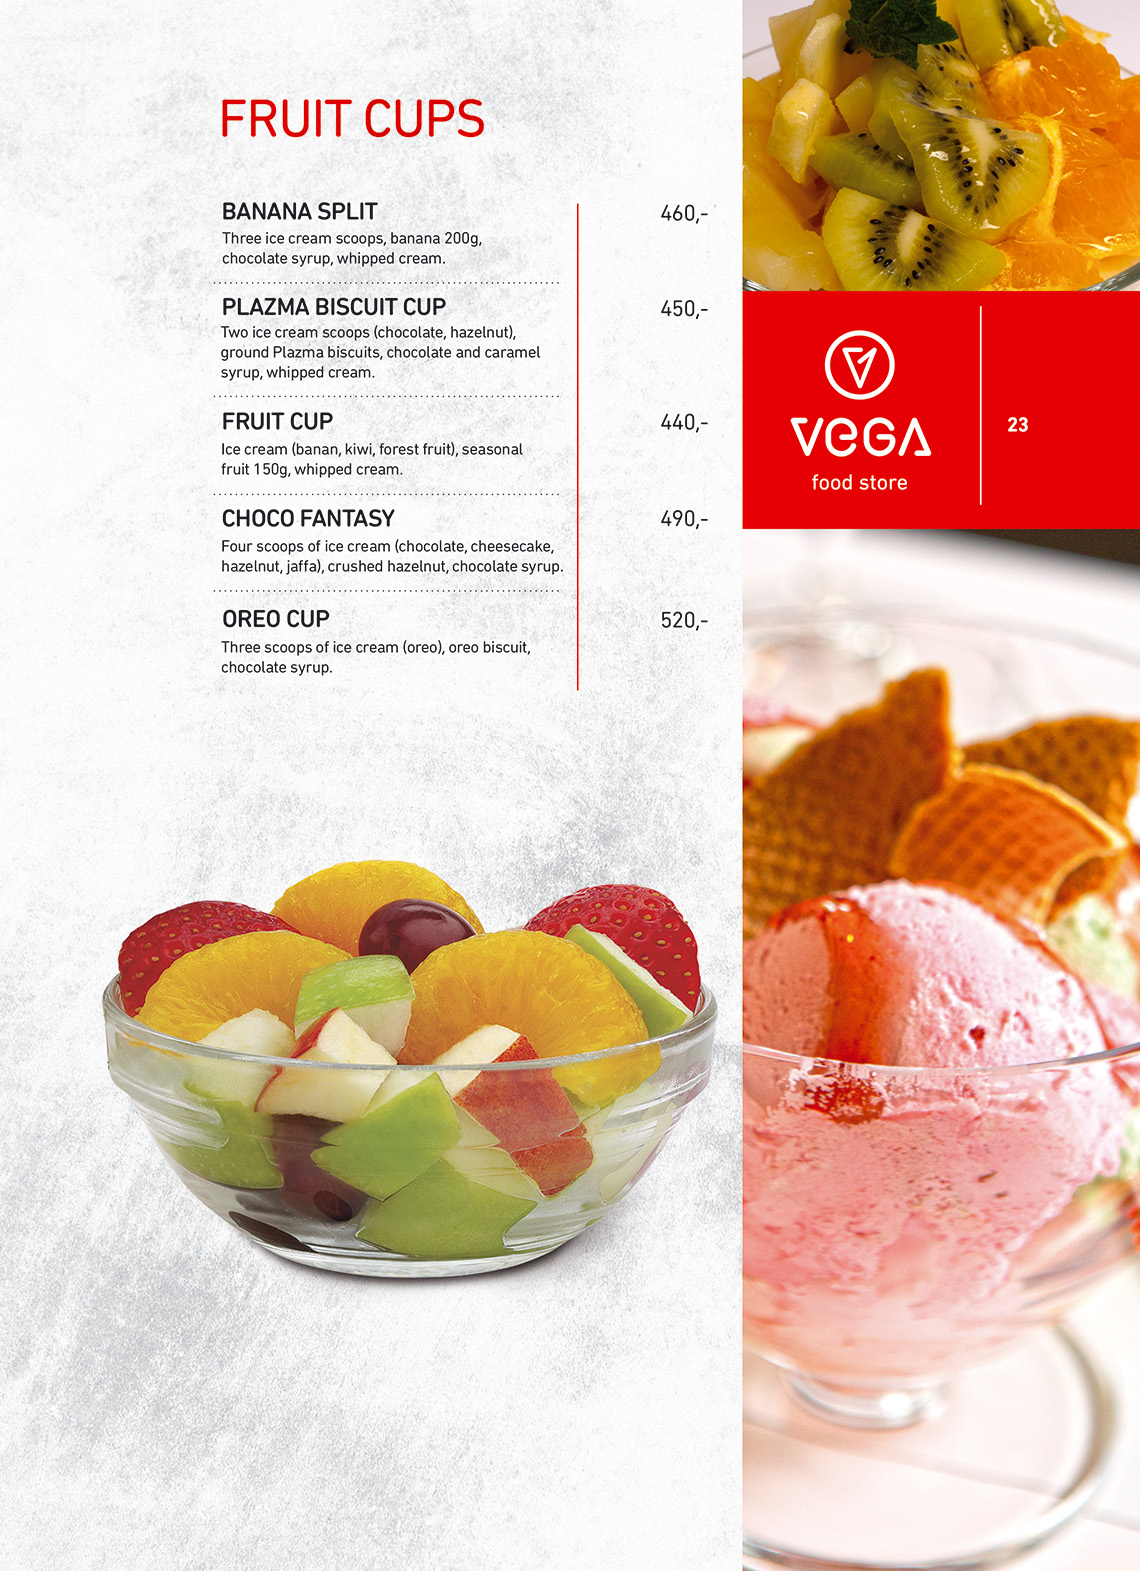 FRUIT CUPS
BANANA SPLIT 460,-
Three ice cream scoops, banana 200g,
chocolate syrup, whipped cream.
PLAZMA BISCUIT CUP 450,-
Two ice cream scoops (chocolate, hazelnut),
ground Plazma biscuits, chocolate and caramel
syrup, whipped cream.
FRUIT CUP 440,-
Ice cream (banan, kiwi, forest fruit), seasonal
fruit 150g, whipped cream.
CHOCO FANTASY 490,-
Four scoops of ice cream (chocolate, cheesecake,
hazelnut, jaffa), crushed hazelnut, chocolate syrup.
OREO CUP 520,-
Three scoops of ice cream (oreo), oreo biscuit,
chocolate syrup.
VeGA
food store
23